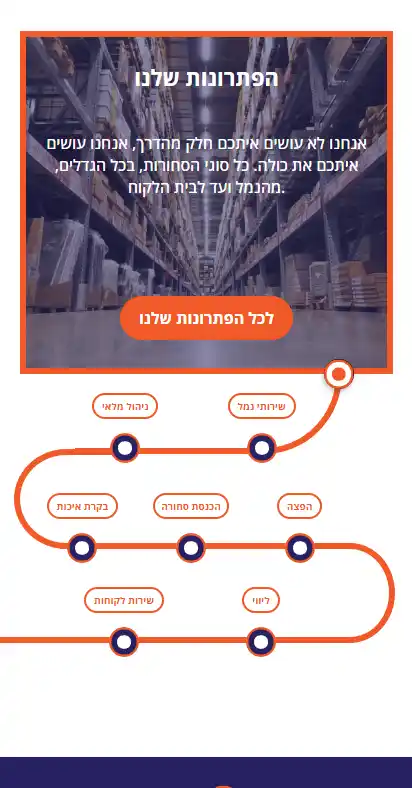 הפתרונות שלנו
אנחנו לא עושים איתכם חלק מהדרך, אנחנו עושים
איתכם את כולה. כל סוגי הסחורות, בכל הגדלים,
מהנמל ועד לבית הלקוח.
לכל הפתרונות שלנו
שירותי נמל
ניהול מלאי
הפצה
הכנסת סחורה
בקרת איכות
ליווי
שירות לקוחות